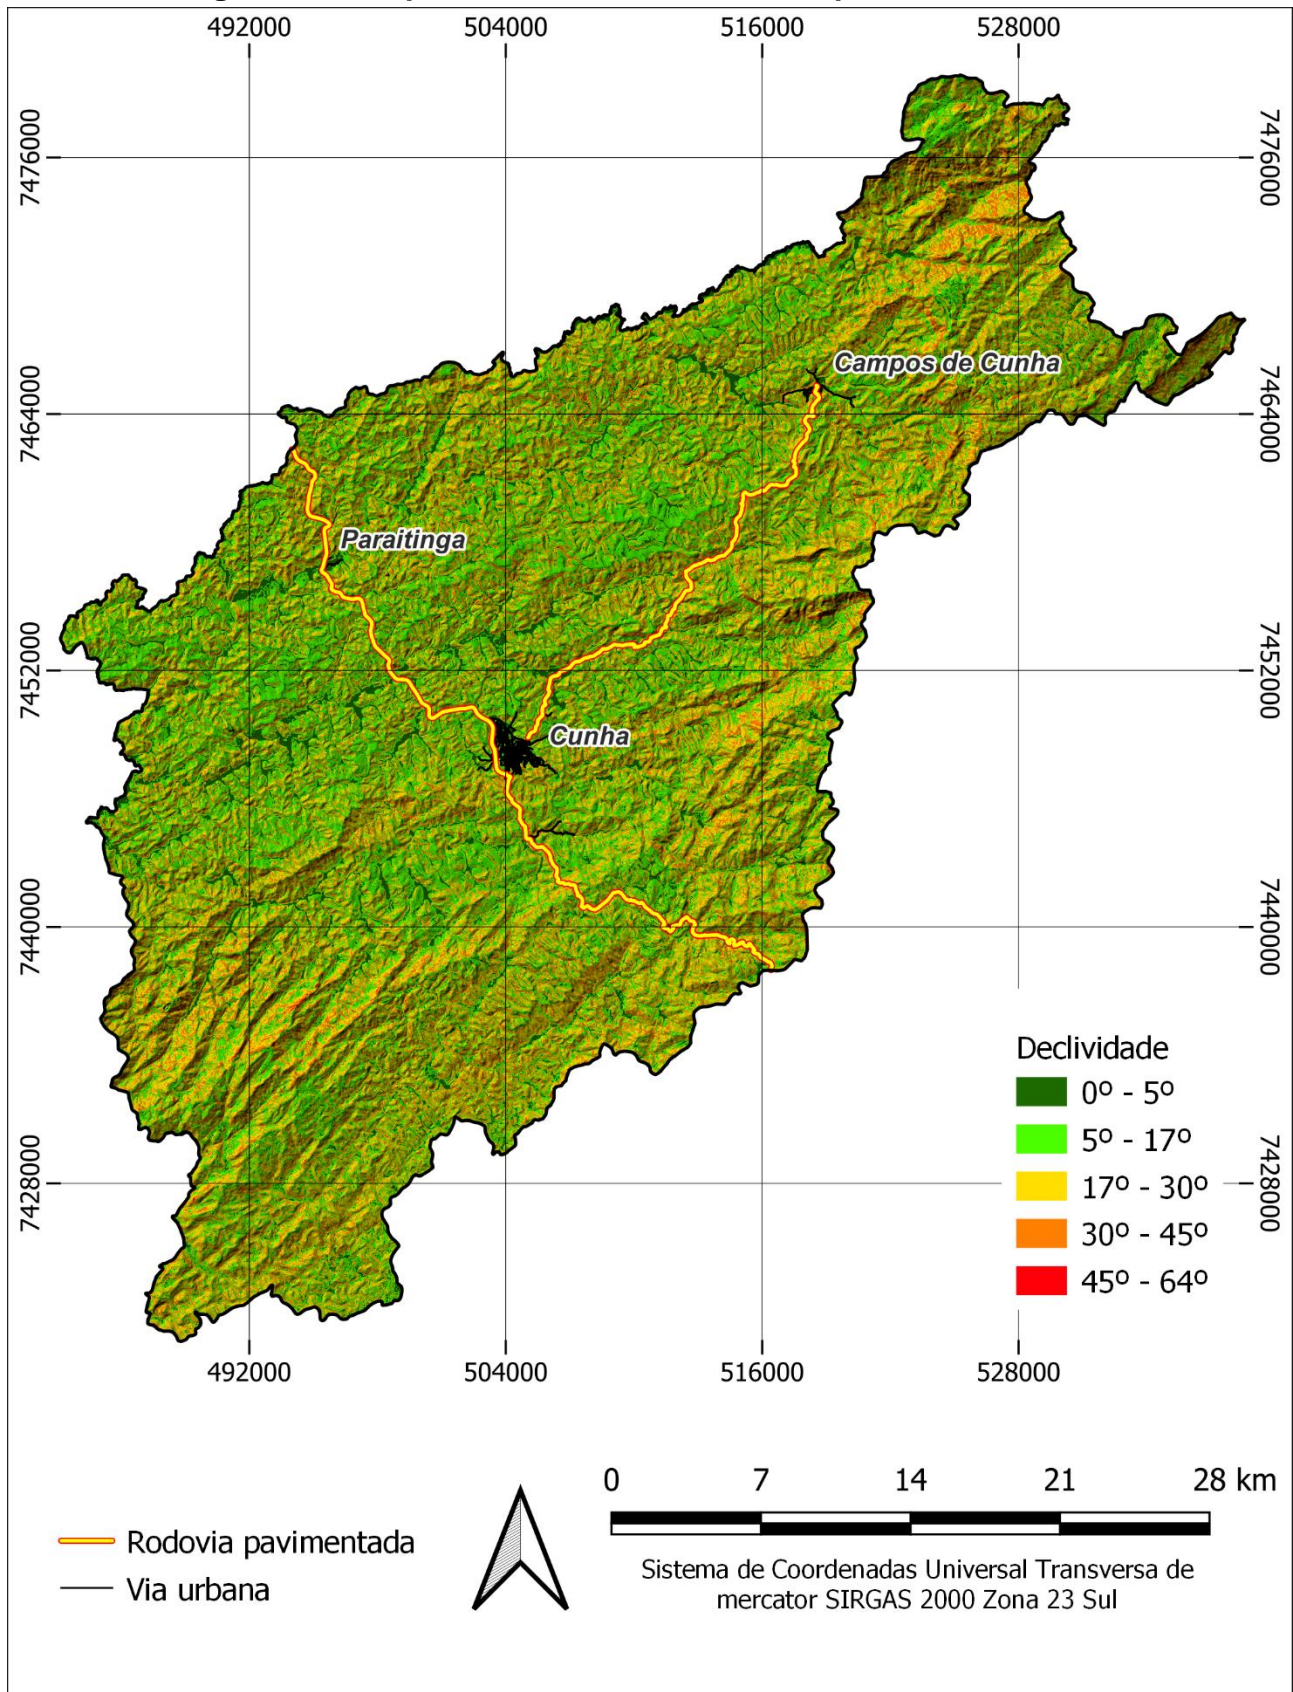 492000 504000 516000 528000
7476000 7476000
Campos de Cunha
7464000 7464000
Paraitinga
7452000 7452000
Cunha
7440000 7440000
Declividade
0º - 5º
5º - 17º
17º - 30º
30º - 45º
45º - 64º
7428000 7428000
492000 504000 516000 528000
0 7 14 21 28 km
Rodovia pavimentada
Via urbana
Sistema de Coordenadas Universal Transversa de
mercator SIRGAS 2000 Zona 23 Sul